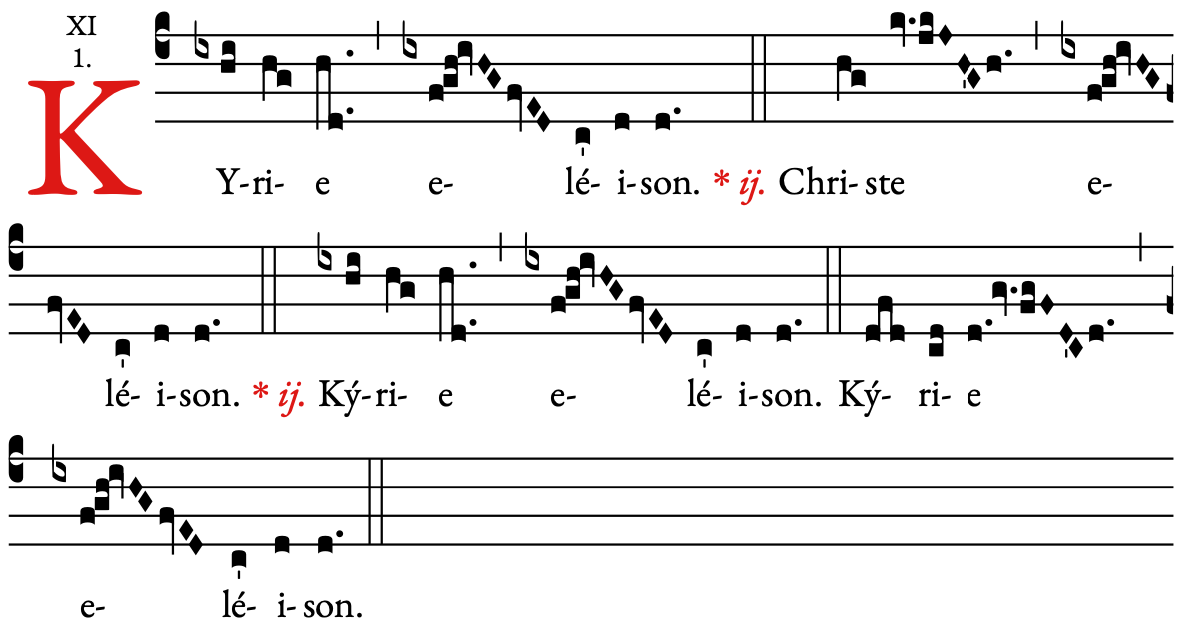 XI
1.
KY-ri- e e- lé- i-son. * ij. Chri- ste e-
lé- i-son. * ij. Ký-ri- e e- lé- i-son. Ký- ri- e
e- lé- i- son.